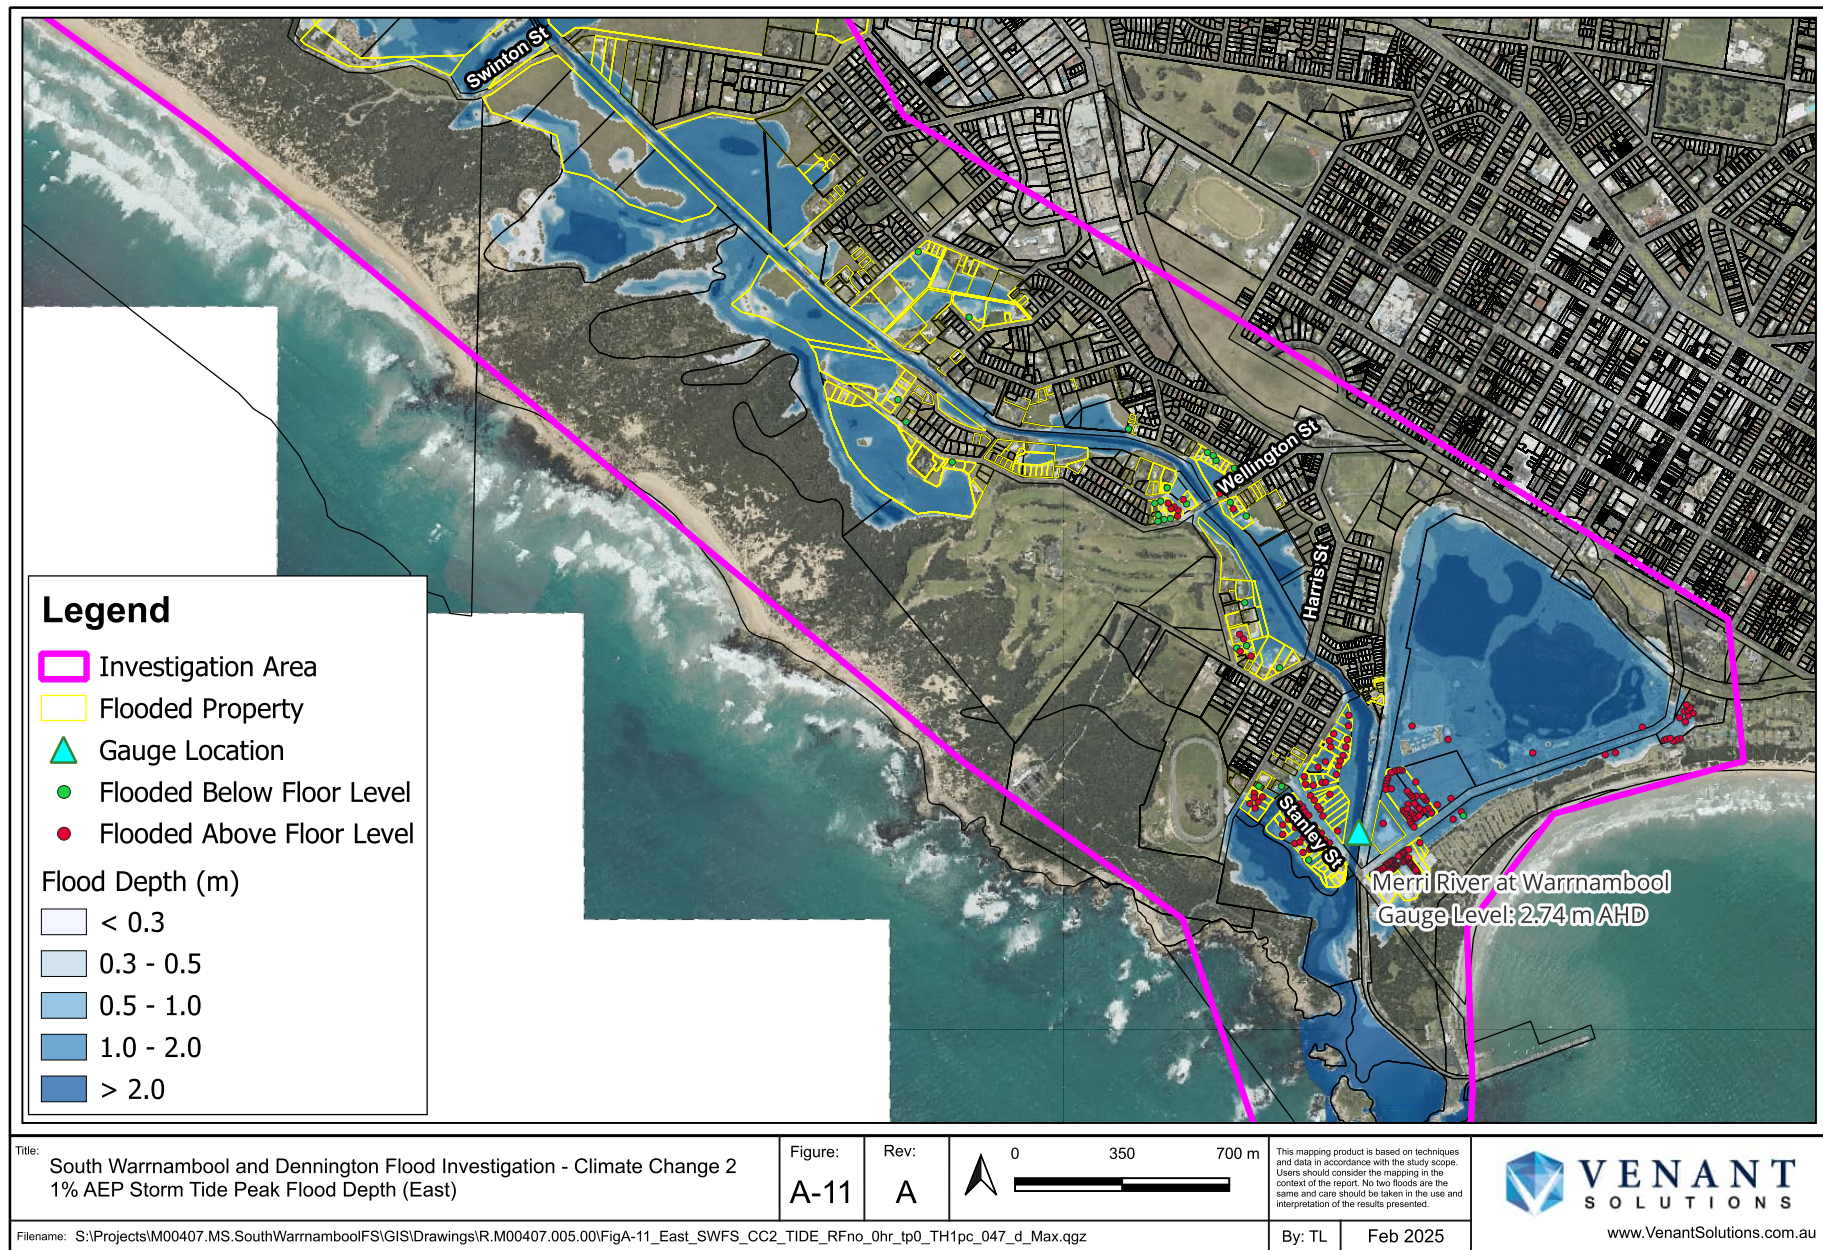 Swinton St
Wellington St
Harris St
Stanley St
Merri River at Warrnambool
Gauge Level: 2.74 m AHD
Legend
Investigation Area
Flooded Property
Gauge Location
Flooded Below Floor Level
Flooded Above Floor Level
Flood Depth (m)
< 0.3
0.3 - 0.5
0.5 - 1.0
1.0 - 2.0
> 2.0
Title:
South Warrnambool and Dennington Flood Investigation - Climate Change 2
1% AEP Storm Tide Peak Flood Depth (East)
Figure:
A-11
Rev:
A
0 350 700 m
This mapping product is based on techniques
and data in accordance with the study scope.
Users should consider the mapping in the
context of the report. No two floods are the
same and care should be taken in the use and
interpretation of the results presented.
VENANT
SOLUTIONS
www.VenantSolutions.com.au
Filename: S:\Projects\M00407.MS.SouthWarrnamboolFS\GIS\Drawings\R.M00407.005.00\FigA-11_East_SWFS_CC2_TIDE_RFno_0hr_tp0_TH1pc_047_d_Max.qgz
By: TL
Feb 2025